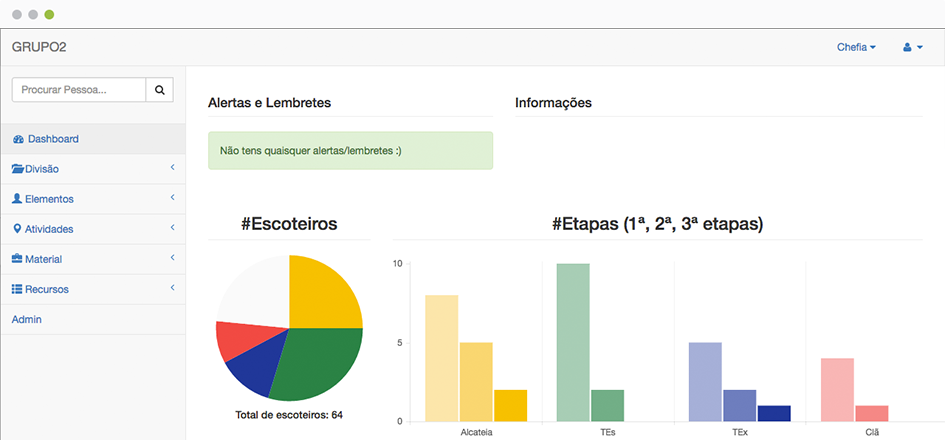 GRUPO2
Chefia
Procurar Pessoa...
Dashboard
Divisão
Elementos
Atividades
Material
Recursos
Admin
Alertas e Lembretes
Não tens quaisquer alertas/lembretes :)
Informações
#Escoteiros
Total de escoteiros: 64
#Etapas (1ª, 2ª, 3ª etapas)
10
5
0
Alcateia TEs TEx Clã